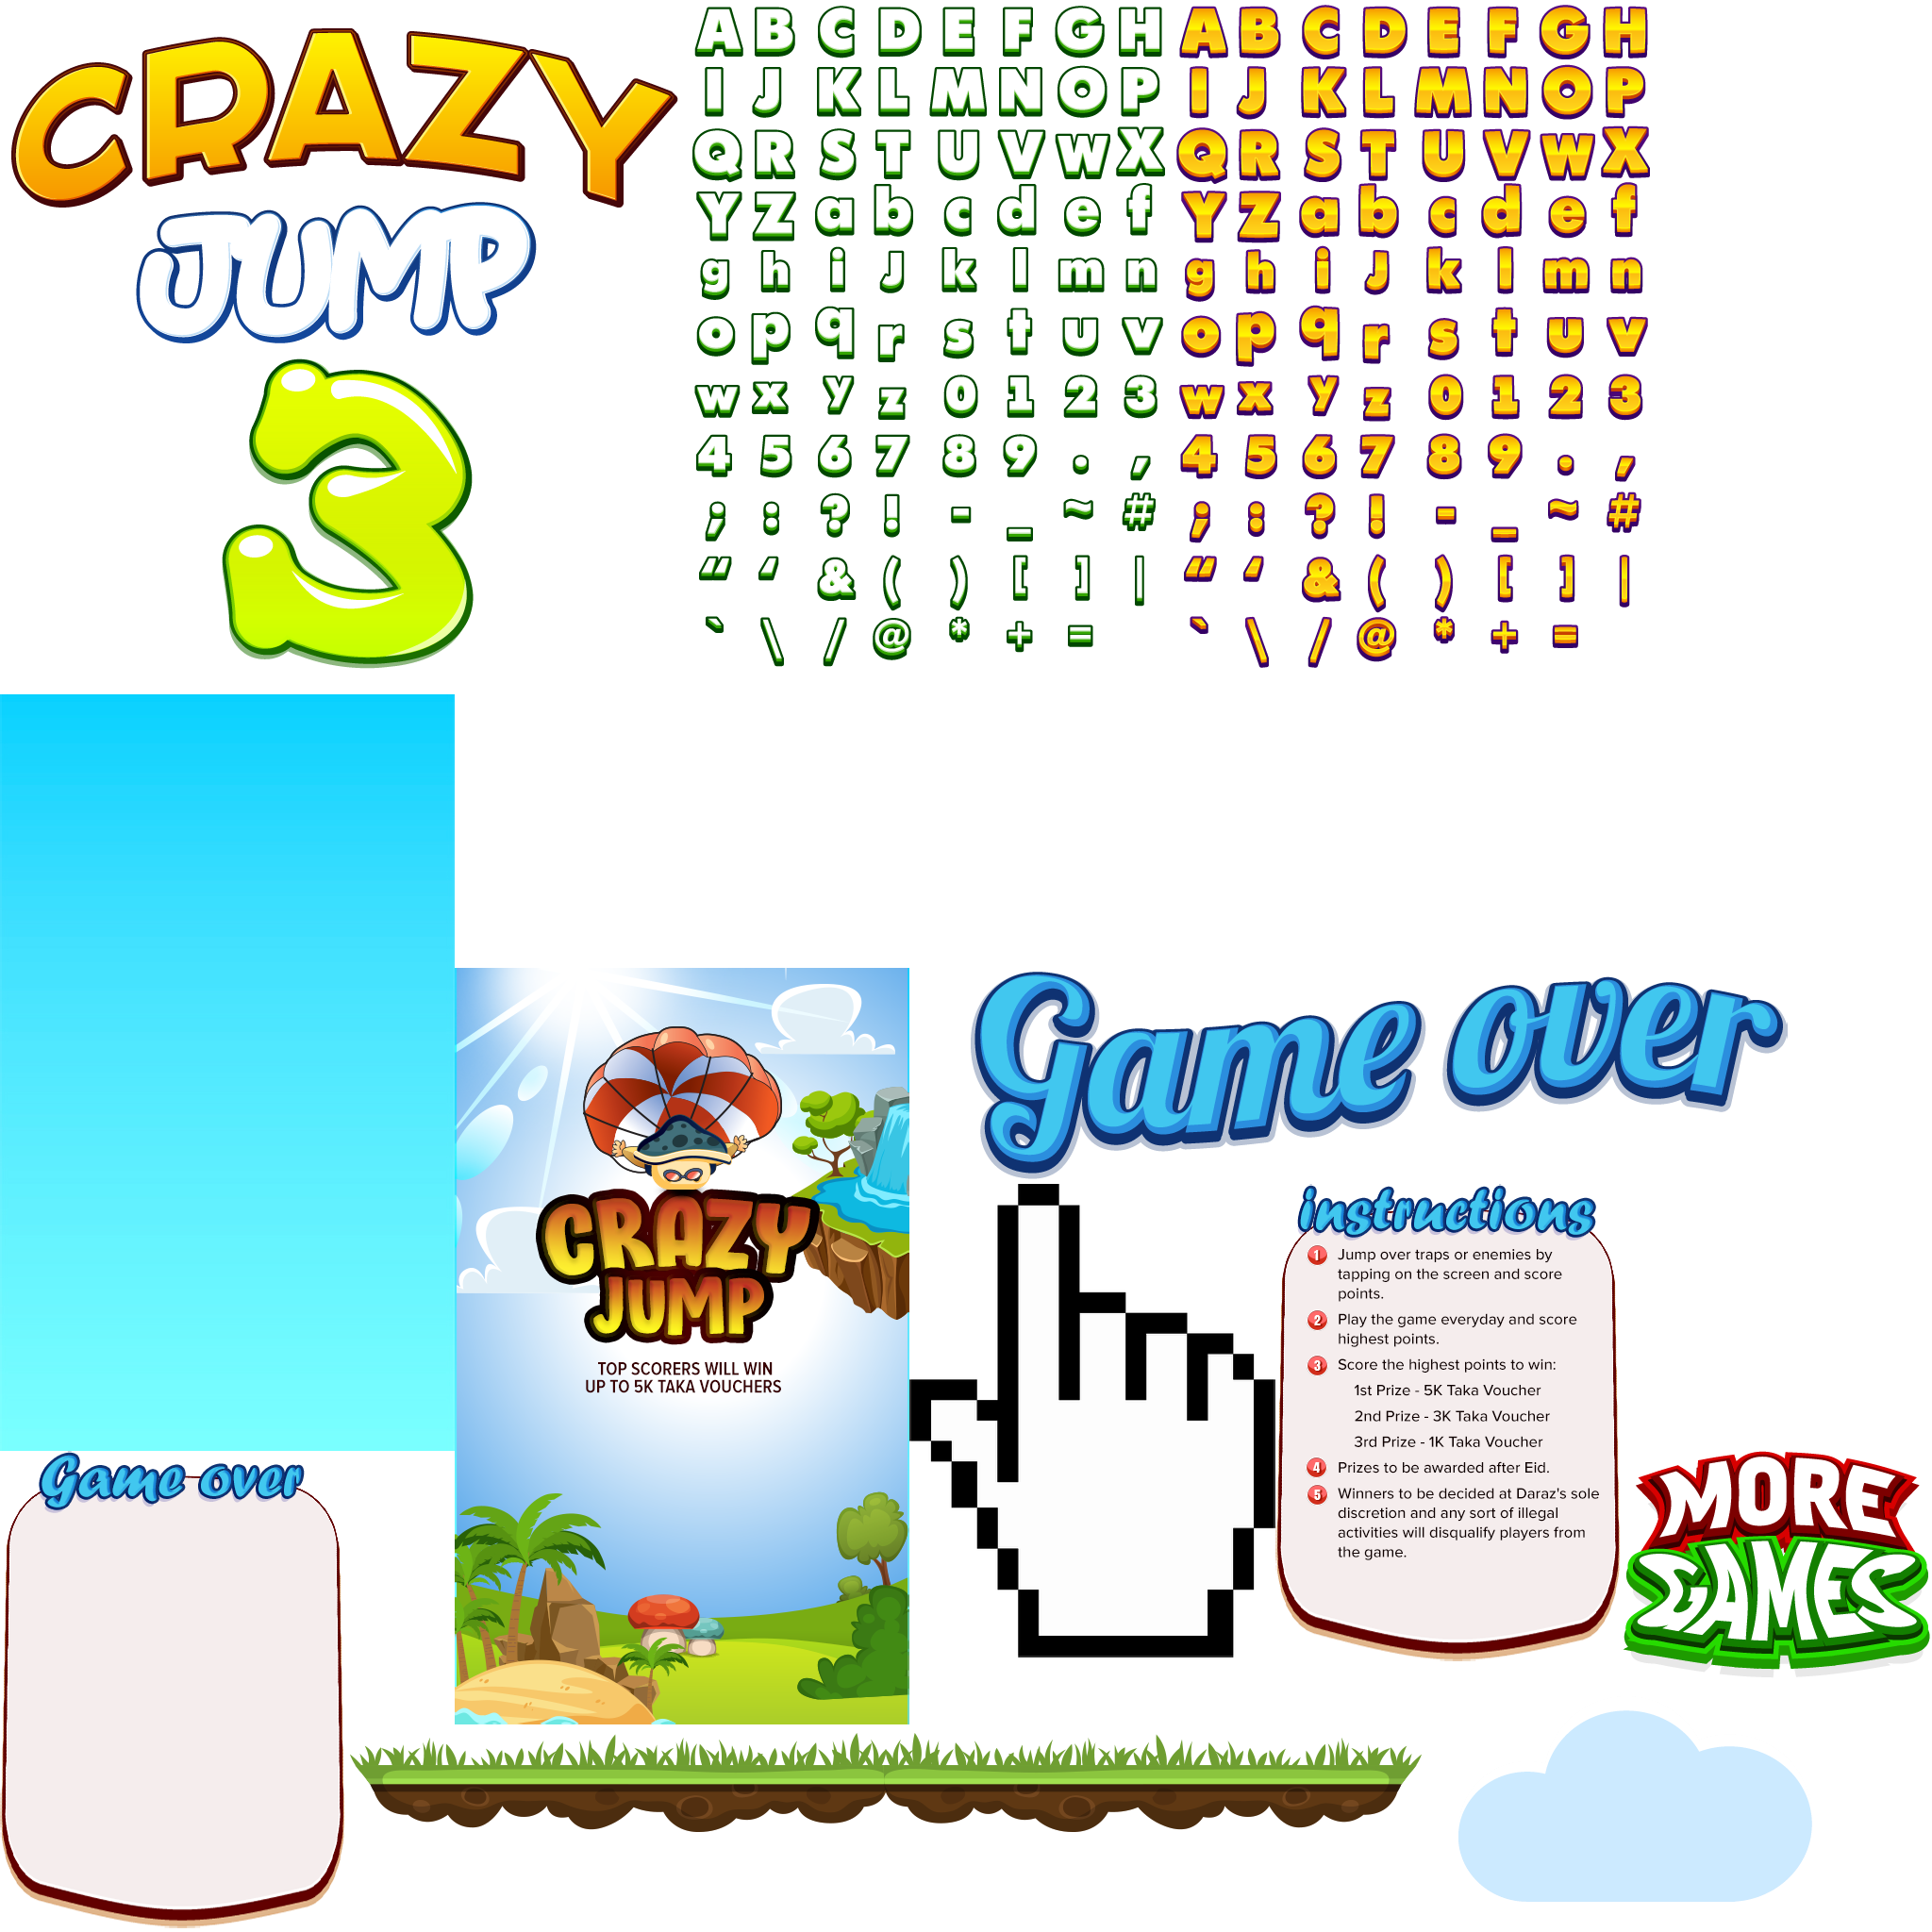 CRAZY
JUMP
3
A B C D E F G H
I J K L M N O P
Q R S T U V W X
Y Z a b c d e f
g h i j k l m n
o p q r s t u v
w x y z 0 1 2 3
4 5 6 7 8 9 . ,
; : ? ! - _ ~ #
“ ‘ & ( ) [ ] |
` \ / @ * + =
A B C D E F G H
I J K L M N O P
Q R S T U V W X
Y Z a b c d e f
g h i j k l m n
o p q r s t u v
w x y z 0 1 2 3
4 5 6 7 8 9 . ,
; : ? ! - _ ~ #
“ ‘ & ( ) [ ] |
` \ / @ * + =
CRAZY
JUMP
TOP SCORERS WILL WIN
UP TO 5K TAKA VOUCHERS
Game over
instructions
1 Jump over traps or enemies by
tapping on the screen and score
points.
2 Play the game everyday and score
highest points.
3 Score the highest points to win:
1st Prize - 5K Taka Voucher
2nd Prize - 3K Taka Voucher
3rd Prize - 1K Taka Voucher
4 Prizes to be awarded after Eid.
5 Winners to be decided at Daraz's sole
discretion and any sort of illegal
activities will disqualify players from
the game.
MORE
GAMES
Game over